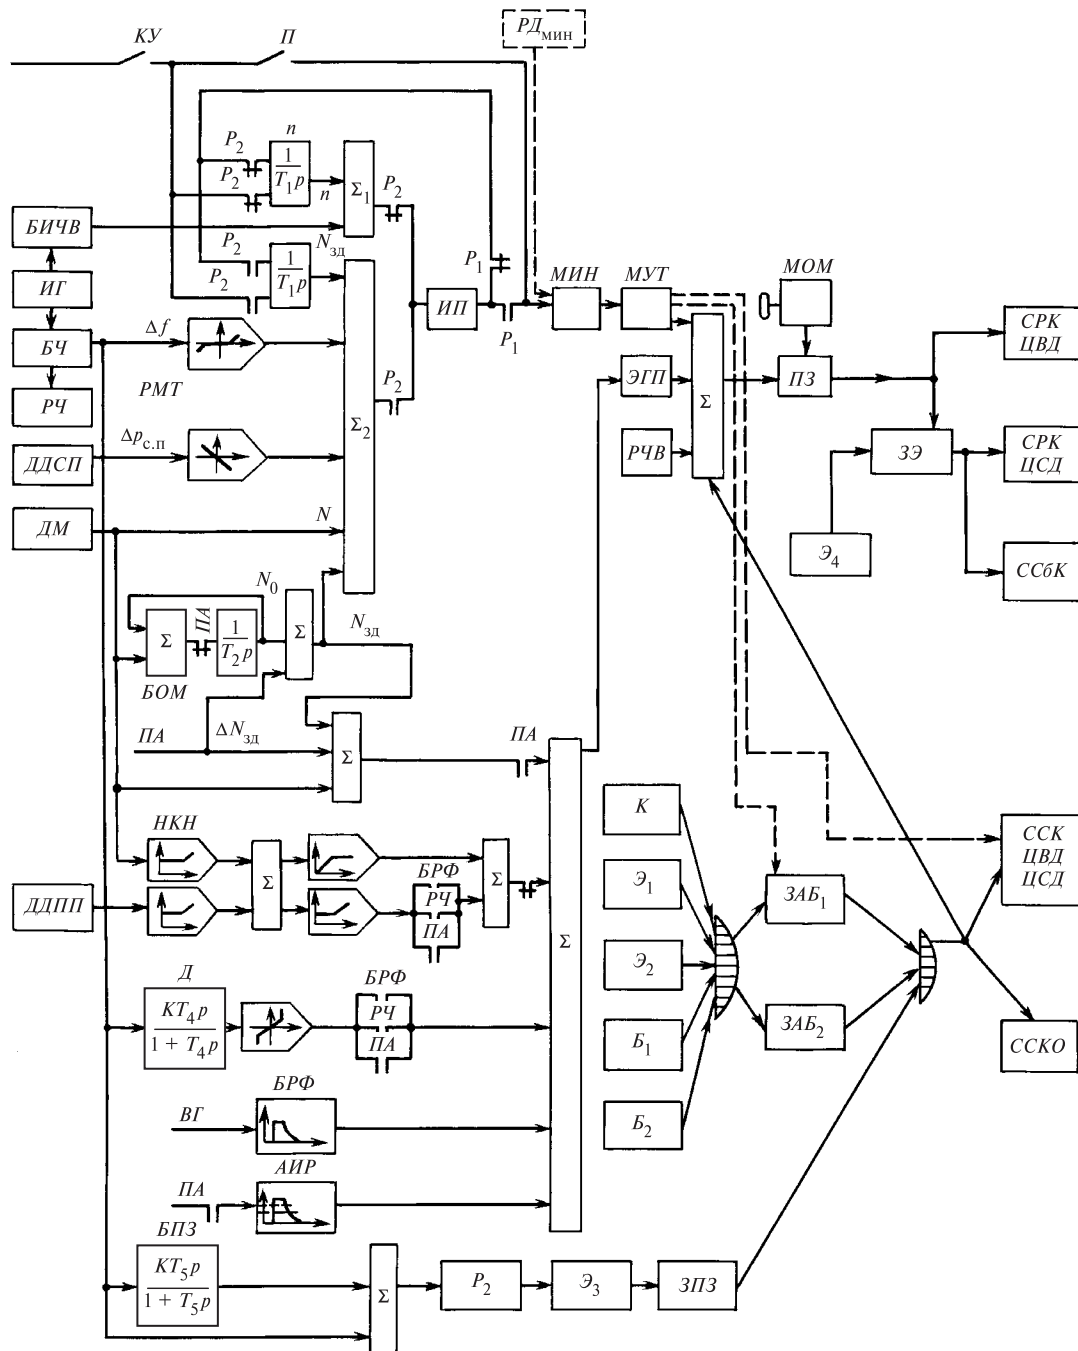 КУ
П
РД мин
P2
n
1
T1p
P2
n
Σ1
P2
БИЧВ
P2
Nзд
1
T1p
P2
P1
МИН
МУТ
МОМ
ИГ
ИП
P1
СРК
ЦВД
БЧ
Δf
РМТ
P2
ЭГП
Σ
ПЗ
РЧ
Σ2
ДДСП
Δpс.п
РЧВ
ЗЭ
СРК
ЦСД
ДМ
N
Э4
ССбК
N0
Σ
ПА
1
T2p
Σ
Nзд
БОМ
ПА
ΔNзд
Σ
ПА
К
НКН
Σ
Σ
БРФ
РЧ
ПА
Э1
ЗАБ1
ССК
ЦВД
ЦСД
ДДПП
Σ
Э2
Д
KT4p
1 + T4p
БРФ
РЧ
ПА
Б1
ЗАБ2
ССКО
ВГ
БРФ
Б2
ПА
АИР
БПЗ
KT5p
1 + T5p
Σ
P2
Э3
ЗПЗ